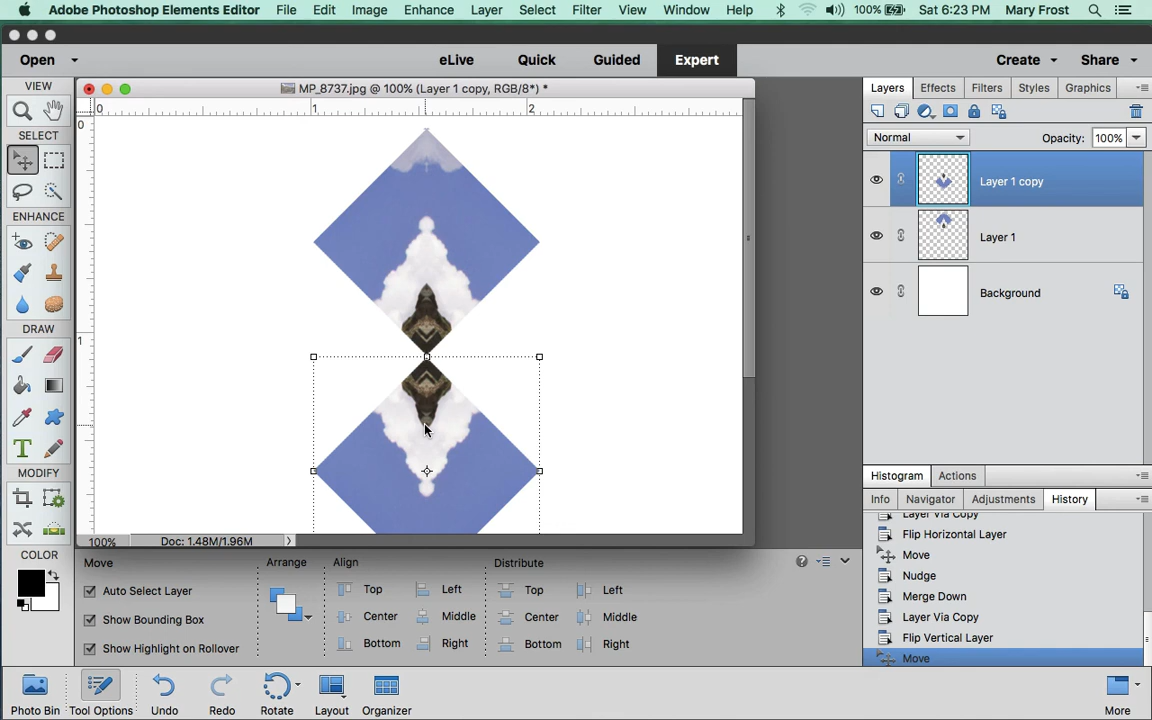 Adobe Photoshop Elements Editor File Edit Image Enhance Layer Select Filter View Window Help 100% Sat 6:23 PM Mary Frost
Open eLive Quick Guided Expert Create Share
VIEW
SELECT
ENHANCE
DRAW
MODIFY
COLOR
MP_8737.jpg @ 100% (Layer 1 copy, RGB/8*) *
0 1 2
0
1
100% Doc: 1.48M/1.96M
Layers Effects Filters Styles Graphics
Normal Opacity: 100%
Layer 1 copy
Layer 1
Background
Histogram Actions
Info Navigator Adjustments History
Layer Via Copy
Flip Horizontal Layer
Move
Nudge
Merge Down
Layer Via Copy
Flip Vertical Layer
Move
Move Arrange Align Distribute
Auto Select Layer Top Left Top Left
Show Bounding Box Center Middle Center Middle
Show Highlight on Rollover Bottom Right Bottom Right
Photo Bin Tool Options Undo Redo Rotate Layout Organizer More